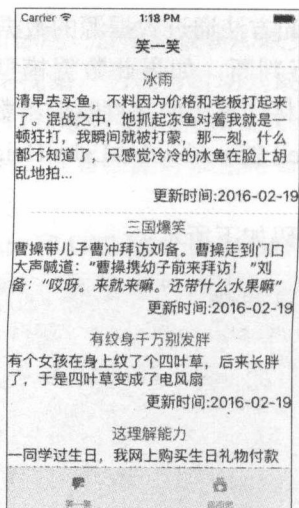 Carrier 1:18 PM
笑一笑
冰雨
清早去买鱼，不料因为价格和老板打起来
了。混战之中，他抓起冻鱼对着我就是一
顿狂打，我瞬间就被打蒙，那一刻，什么
都不知道了，只感觉冷冷的冰鱼在脸上胡
乱地拍...
更新时间:2016-02-19
三国爆笑
曹操带儿子曹冲拜访刘备。曹操走到门口
大声喊道：“曹操携幼子前来拜访！”刘
备：“哎呀。来就来嘛。还带什么水果嘛”
更新时间:2016-02-19
有纹身千万别发胖
有个女孩在身上纹了个四叶草，后来长胖
了，于是四叶草变成了电风扇
更新时间:2016-02-19
这理解能力
一同学过生日，我网上购买生日礼物付款
笑一笑